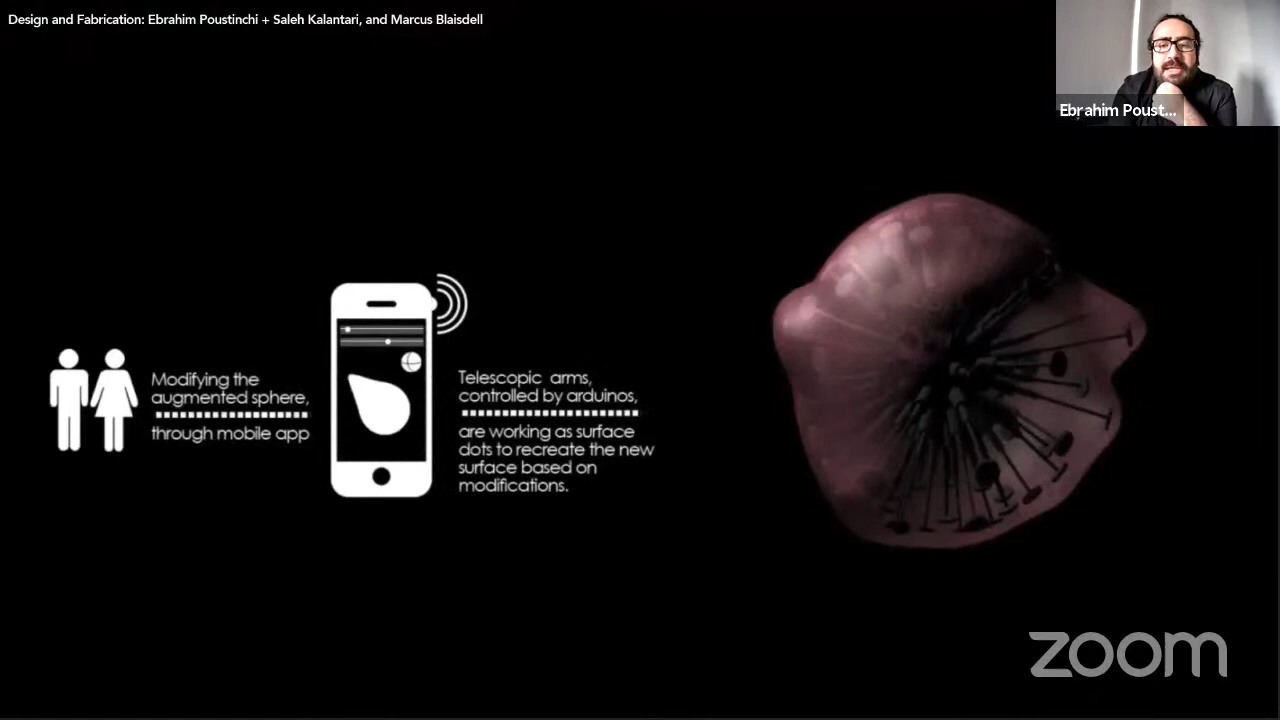 Design and Fabrication: Ebrahim Poustinchi + Saleh Kalantari, and Marcus Blaisdell
Ebrahim Poust...
Modifying the
augmented sphere,
through mobile app
Telescopic arms,
controlled by arduinos,
are working as surface
dots to recreate the new
surface based on
modifications.
zoom